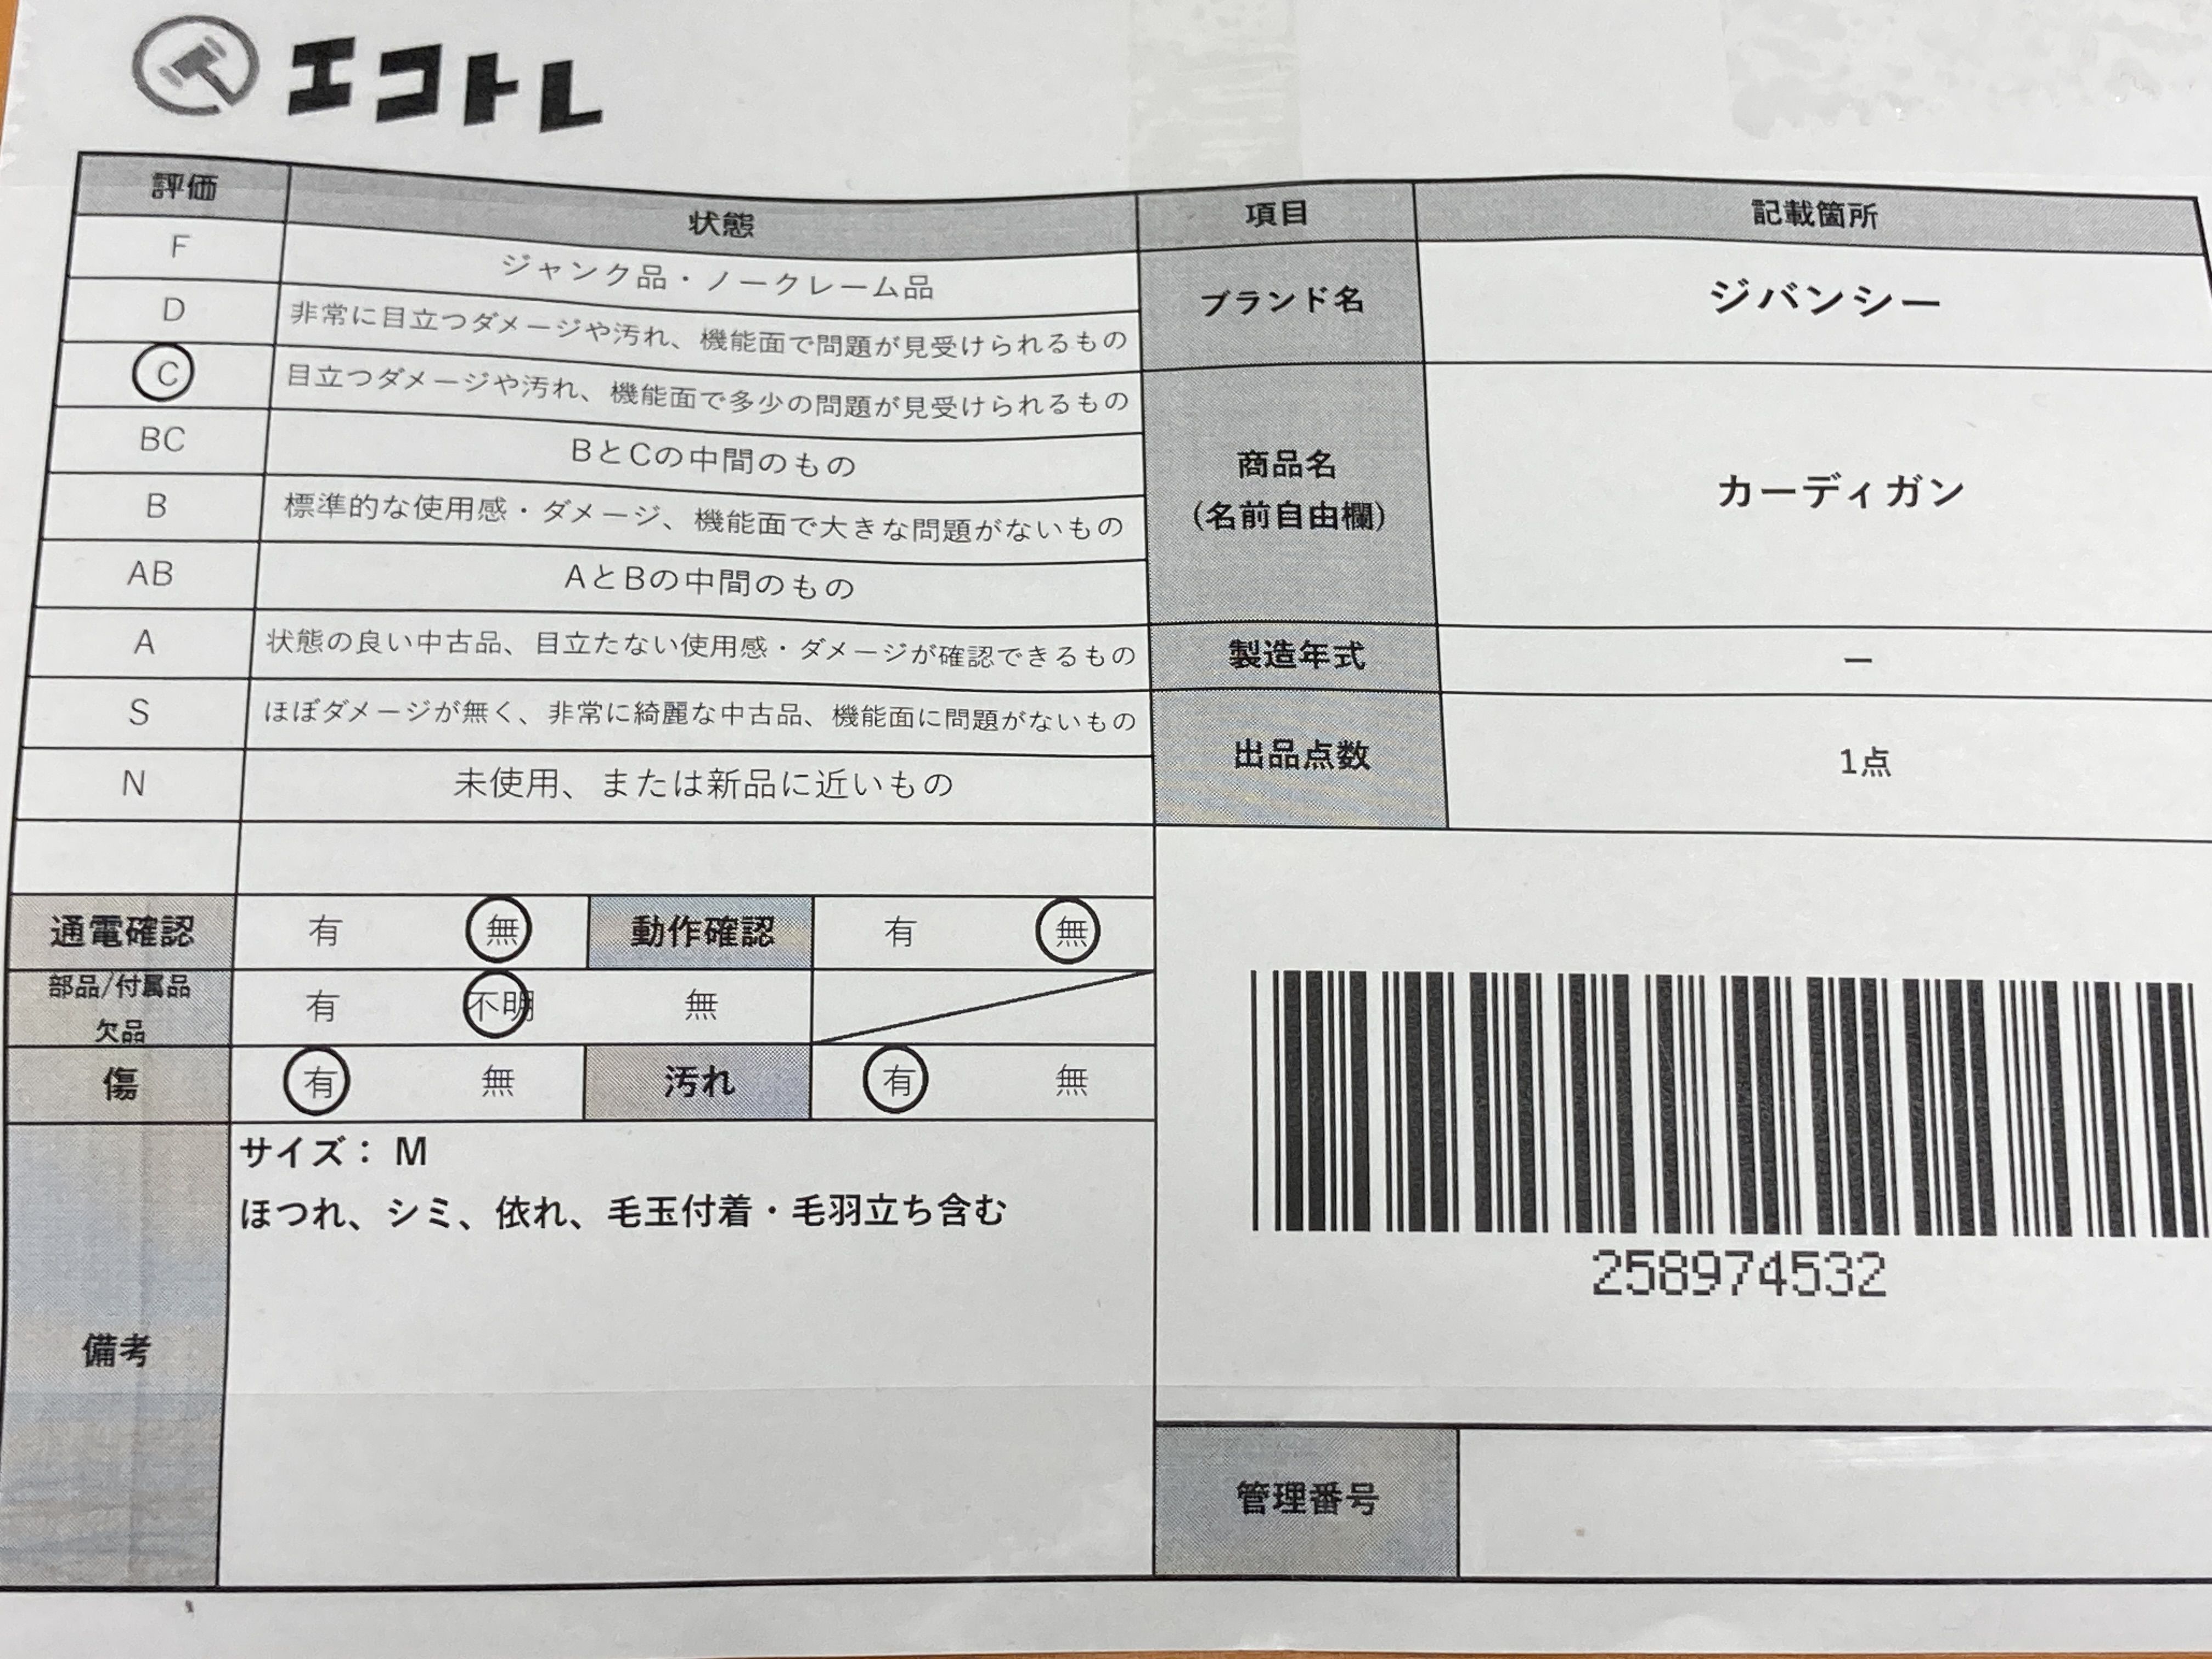 エコトレ
評価 状態 項目 記載箇所
F ジャンク品・ノークレーム品
D 非常に目立つダメージや汚れ、機能面で問題が見受けられるもの
C 目立つダメージや汚れ、機能面で多少の問題が見受けられるもの
BC BとCの中間のもの
B 標準的な使用感・ダメージ、機能面で大きな問題がないもの
AB AとBの中間のもの
A 状態の良い中古品、目立たない使用感・ダメージが確認できるもの
S ほぼダメージが無く、非常に綺麗な中古品、機能面に問題がないもの
N 未使用、または新品に近いもの
ブランド名 ジバンシー
商品名
(名前自由欄)
カーディガン
製造年式 ー
出品点数 1点
通電確認 有 無 動作確認 有 無
部品/付属品
欠品
有 不明 無
傷 有 無 汚れ 有 無
備考
サイズ： M
ほつれ、シミ、依れ、毛玉付着・毛羽立ち含む
258974532
管理番号